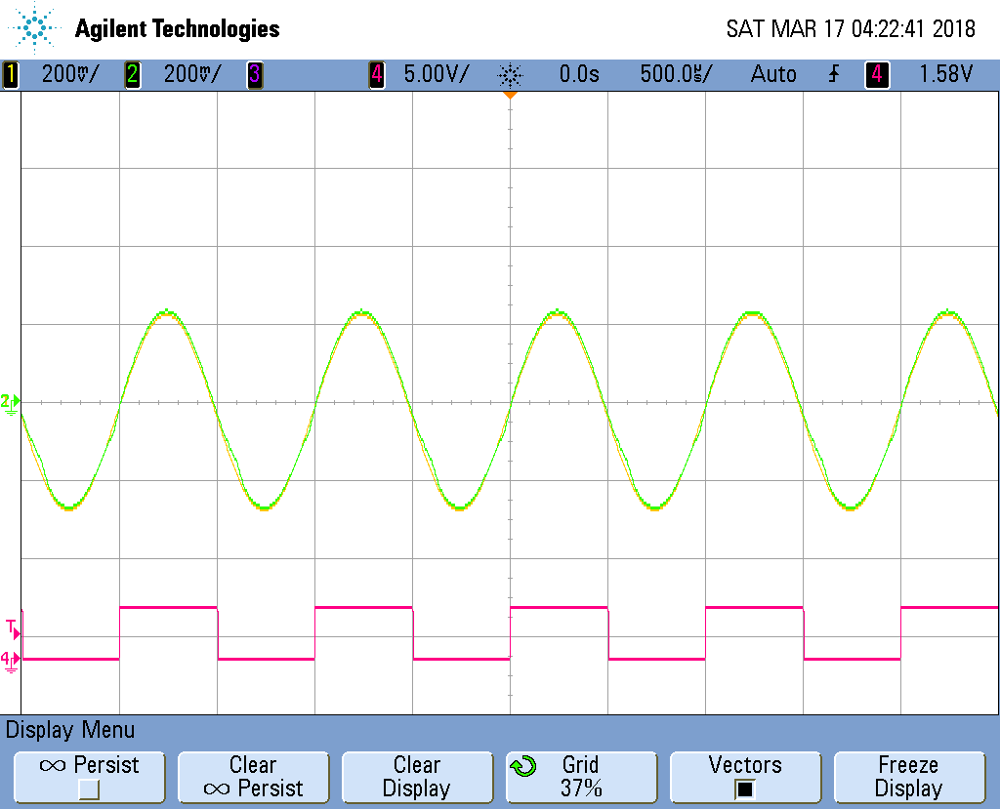 Agilent Technologies
SAT MAR 17 04:22:41 2018
1 200mV/ 2 200mV/ 3 4 5.00V/ 0.0s 500.0µs/ Auto 4 1.58V
2
T
4
Display Menu
∞ Persist
Clear
∞ Persist
Clear
Display
Grid
37%
Vectors
Freeze
Display